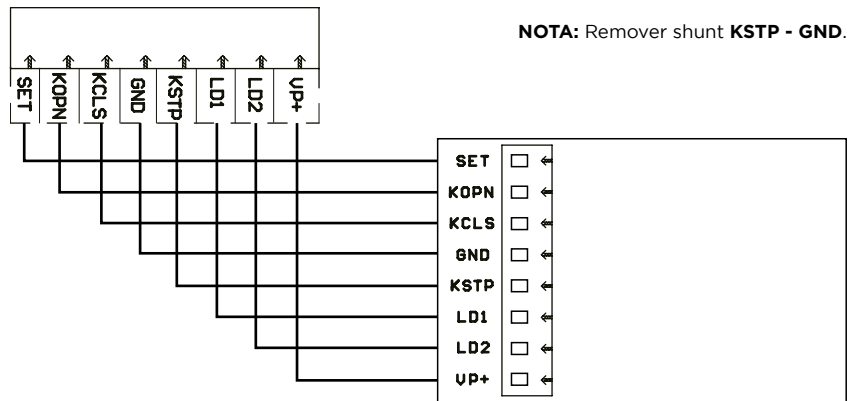 NOTA: Remover shunt KSTP - GND.
SET
KOPN
KCLS
GND
KSTP
LD1
LD2
VP+
SET
KOPN
KCLS
GND
KSTP
LD1
LD2
VP+